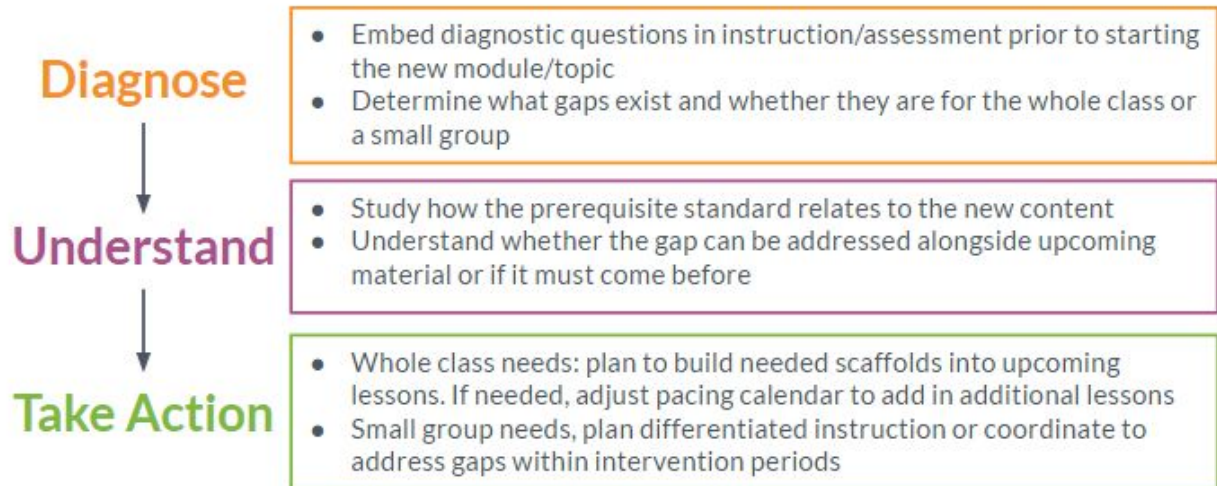 Diagnose
● Embed diagnostic questions in instruction/assessment prior to starting
the new module/topic
● Determine what gaps exist and whether they are for the whole class or
a small group
Understand
● Study how the prerequisite standard relates to the new content
● Understand whether the gap can be addressed alongside upcoming
material or if it must come before
Take Action
● Whole class needs: plan to build needed scaffolds into upcoming
lessons. If needed, adjust pacing calendar to add in additional lessons
● Small group needs, plan differentiated instruction or coordinate to
address gaps within intervention periods